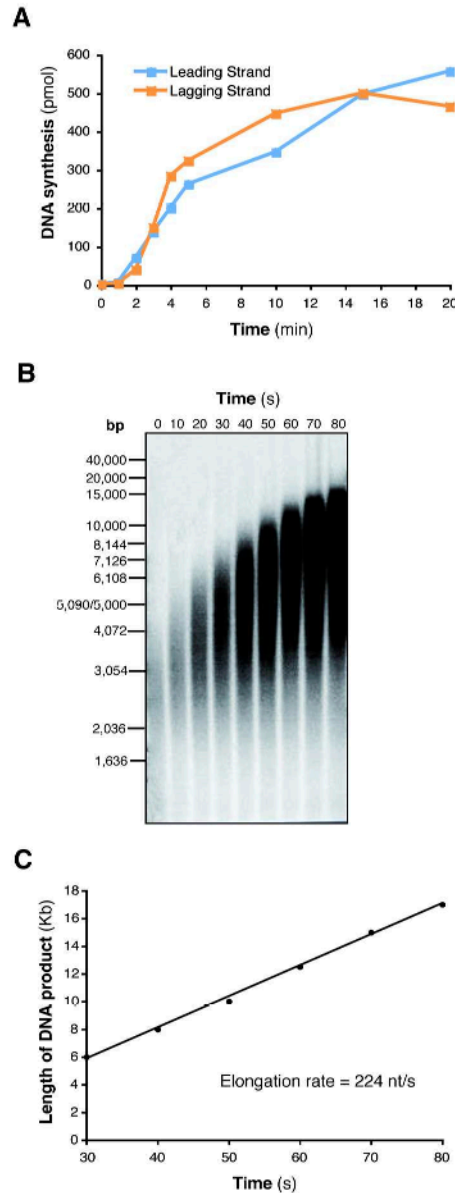 A
DNA synthesis (pmol)
600
500
400
300
200
100
0
Leading Strand
Lagging Strand
0 2 4 6 8 10 12 14 16 18 20
Time (min)
B
Time (s)
bp 0 10 20 30 40 50 60 70 80
40,000
20,000
15,000
10,000
8,144
7,126
6,108
5,090/5,000
4,072
3,054
2,036
1,636
C
Length of DNA product (Kb)
18
16
14
12
10
8
6
4
2
0
Elongation rate = 224 nt/s
30 40 50 60 70 80
Time (s)